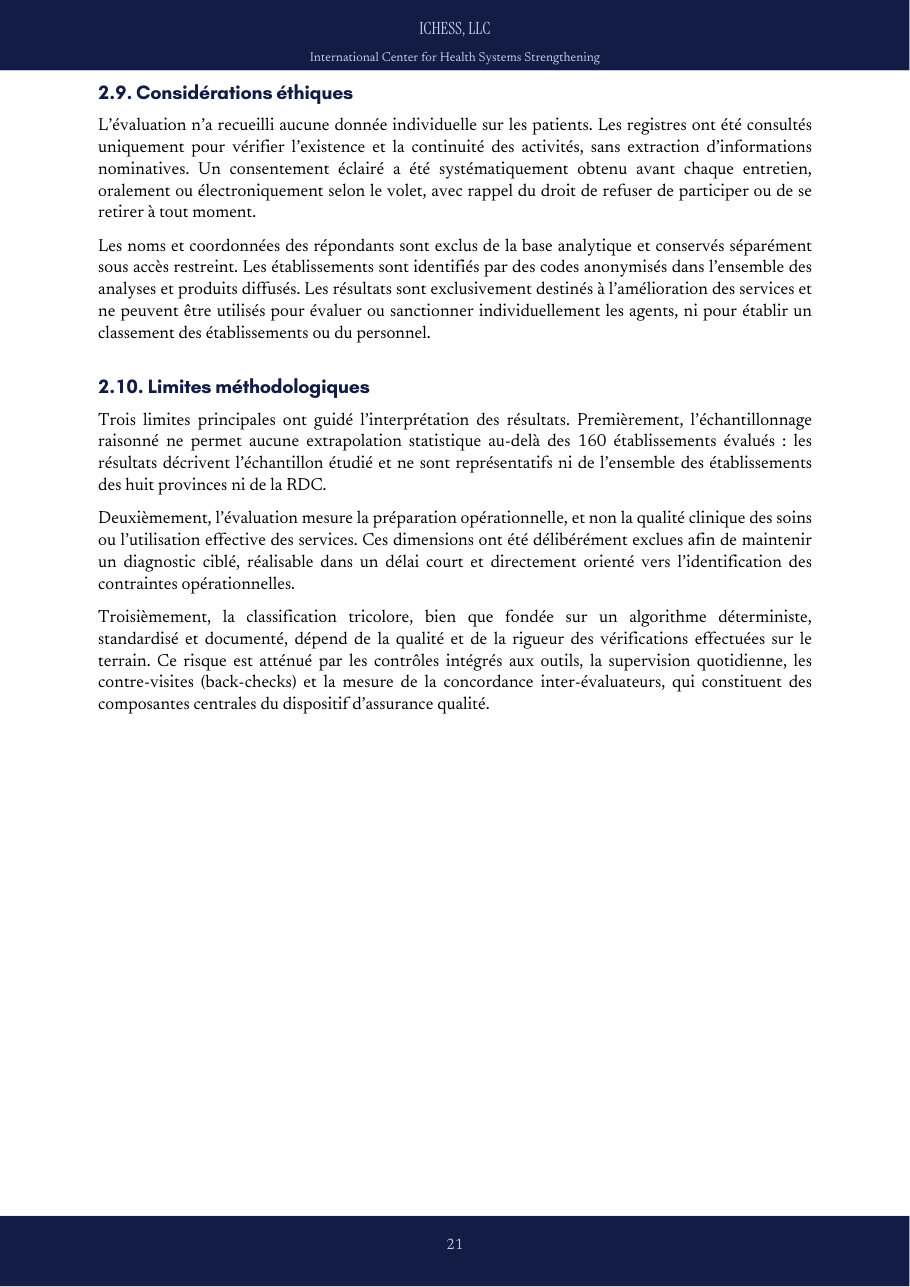 ICHESS, LLC
International Center for Health Systems Strengthening
2.9. Considérations éthiques
L’évaluation n’a recueilli aucune donnée individuelle sur les patients. Les registres ont été consultés
uniquement pour vérifier l’existence et la continuité des activités, sans extraction d’informations
nominatives. Un consentement éclairé a été systématiquement obtenu avant chaque entretien,
oralement ou électroniquement selon le volet, avec rappel du droit de refuser de participer ou de se
retirer à tout moment.
Les noms et coordonnées des répondants sont exclus de la base analytique et conservés séparément
sous accès restreint. Les établissements sont identifiés par des codes anonymisés dans l’ensemble des
analyses et produits diffusés. Les résultats sont exclusivement destinés à l’amélioration des services et
ne peuvent être utilisés pour évaluer ou sanctionner individuellement les agents, ni pour établir un
classement des établissements ou du personnel.
2.10. Limites méthodologiques
Trois limites principales ont guidé l’interprétation des résultats. Premièrement, l’échantillonnage
raisonné ne permet aucune extrapolation statistique au-delà des 160 établissements évalués : les
résultats décrivent l’échantillon étudié et ne sont représentatifs ni de l’ensemble des établissements
des huit provinces ni de la RDC.
Deuxièmement, l’évaluation mesure la préparation opérationnelle, et non la qualité clinique des soins
ou l’utilisation effective des services. Ces dimensions ont été délibérément exclues afin de maintenir
un diagnostic ciblé, réalisable dans un délai court et directement orienté vers l’identification des
contraintes opérationnelles.
Troisièmement, la classification tricolore, bien que fondée sur un algorithme déterministe,
standardisé et documenté, dépend de la qualité et de la rigueur des vérifications effectuées sur le
terrain. Ce risque est atténué par les contrôles intégrés aux outils, la supervision quotidienne, les
contre-visites (back-checks) et la mesure de la concordance inter-évaluateurs, qui constituent des
composantes centrales du dispositif d’assurance qualité.
21